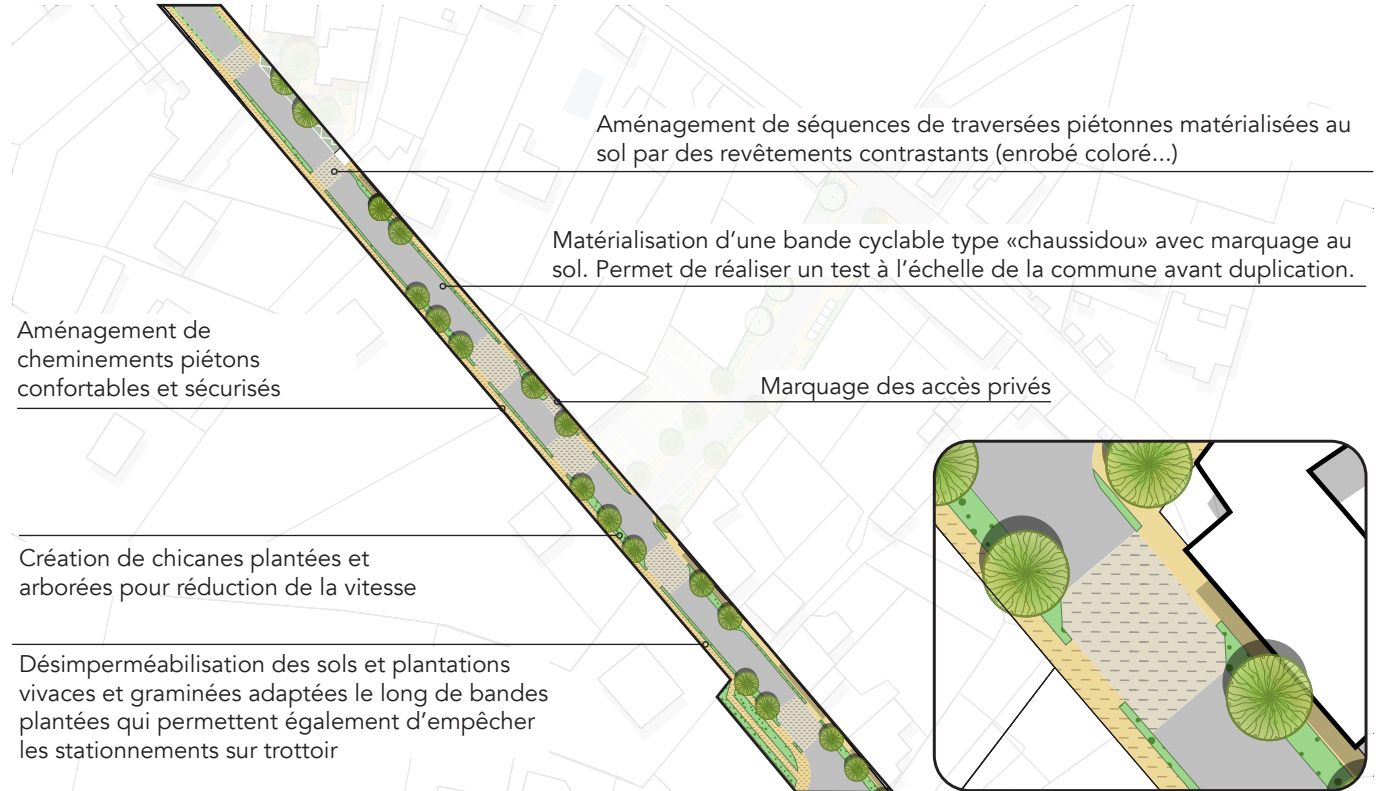 Aménagement de séquences de traversées piétonnes matérialisées au
sol par des revêtements contrastants (enrobé coloré...)
Matérialisation d’une bande cyclable type «chaussidou» avec marquage au
sol. Permet de réaliser un test à l’échelle de la commune avant duplication.
Aménagement de
cheminements piétons
confortables et sécurisés
Marquage des accès privés
Création de chicanes plantées et
arborées pour réduction de la vitesse
Désimperméabilisation des sols et plantations
vivaces et graminées adaptées le long de bandes
plantées qui permettent également d’empêcher
les stationnements sur trottoir